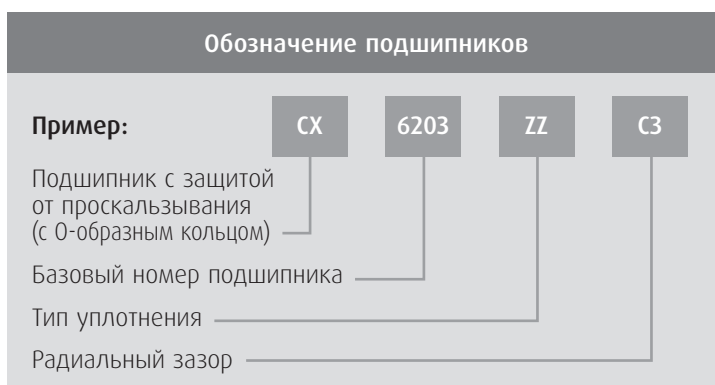 Обозначение подшипников
Пример: CX 6203 ZZ C3
Подшипник с защитой
от проскальзывания
(с О-образным кольцом)
Базовый номер подшипника
Тип уплотнения
Радиальный зазор